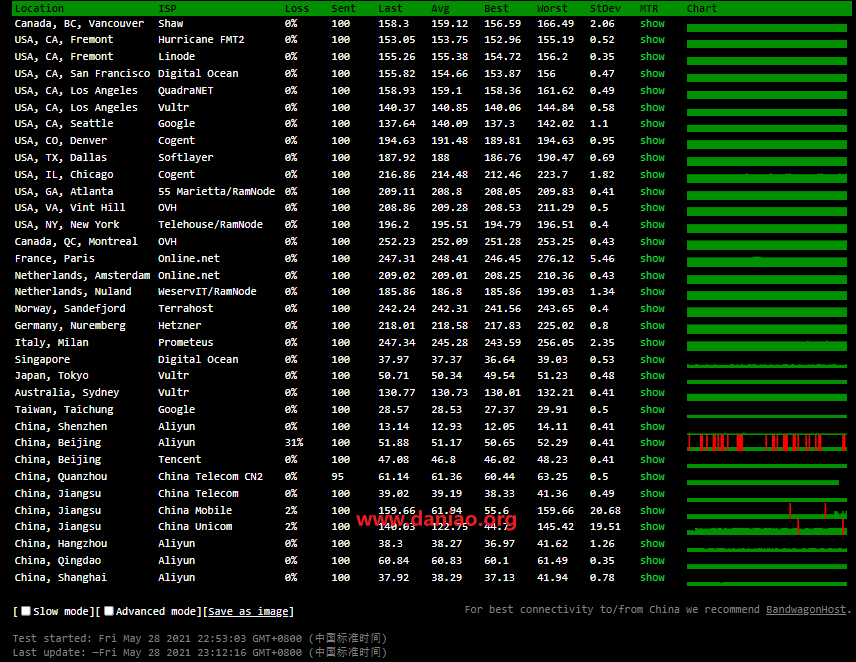 Location ISP Loss Sent Last Avg Best Worst StDev MTR Chart
Canada, BC, Vancouver Shaw 0% 100 158.3 159.12 156.59 166.49 2.06 show
USA, CA, Fremont Hurricane FMT2 0% 100 153.05 153.75 152.96 155.19 0.52 show
USA, CA, Fremont Linode 0% 100 155.26 155.38 154.72 156.2 0.35 show
USA, CA, San Francisco Digital Ocean 0% 100 155.82 154.66 153.87 156 0.47 show
USA, CA, Los Angeles QuadraNET 0% 100 158.93 159.1 158.36 161.62 0.49 show
USA, CA, Los Angeles Vultr 0% 100 140.37 140.85 140.06 144.84 0.58 show
USA, CA, Seattle Google 0% 100 137.64 140.09 137.3 142.02 1.1 show
USA, CO, Denver Cogent 0% 100 194.63 191.48 189.81 194.63 0.95 show
USA, TX, Dallas Softlayer 0% 100 187.92 188 186.76 190.47 0.69 show
USA, IL, Chicago Cogent 0% 100 216.86 214.48 212.46 223.7 1.82 show
USA, GA, Atlanta 55 Marietta/RamNode 0% 100 209.11 208.8 208.05 209.83 0.41 show
USA, VA, Vint Hill OVH 0% 100 208.86 209.28 208.53 211.29 0.5 show
USA, NY, New York Telehouse/RamNode 0% 100 196.2 195.51 194.79 196.51 0.4 show
Canada, QC, Montreal OVH 0% 100 252.23 252.09 251.28 253.25 0.43 show
France, Paris Online.net 0% 100 247.31 248.41 246.45 276.12 5.46 show
Netherlands, Amsterdam Online.net 0% 100 209.02 209.01 208.25 210.36 0.43 show
Netherlands, Nuland WeservIT/RamNode 0% 100 185.86 186.8 185.86 199.03 1.34 show
Norway, Sandefjord Terrahost 0% 100 242.24 242.31 241.56 243.65 0.4 show
Germany, Nuremberg Hetzner 0% 100 218.01 218.58 217.83 225.02 0.8 show
Italy, Milan Prometeus 0% 100 247.34 245.28 243.59 256.05 2.35 show
Singapore Digital Ocean 0% 100 37.97 37.37 36.64 39.03 0.53 show
Japan, Tokyo Vultr 0% 100 50.71 50.34 49.54 51.23 0.48 show
Australia, Sydney Vultr 0% 100 130.77 130.73 130.01 132.21 0.41 show
Taiwan, Taichung Google 0% 100 28.57 28.53 27.37 29.91 0.5 show
China, Shenzhen Aliyun 0% 100 13.14 12.93 12.05 14.11 0.41 show
China, Beijing Aliyun 31% 100 51.88 51.17 50.65 52.29 0.41 show
China, Beijing Tencent 0% 100 47.08 46.8 46.02 48.23 0.41 show
China, Quanzhou China Telecom CN2 0% 95 61.14 61.36 60.44 63.25 0.5 show
China, Jiangsu China Telecom 0% 100 39.02 39.19 38.33 41.36 0.49 show
China, Jiangsu China Mobile 2% 100 159.66 61.94 55.6 159.66 20.68 show
www.daniao.org
China, Jiangsu China Unicom 2% 100 140.03 122.75 44.7 145.42 19.51 show
China, Hangzhou Aliyun 0% 100 38.3 38.27 36.97 41.62 1.26 show
China, Qingdao Aliyun 0% 100 60.84 60.83 60.1 61.49 0.35 show
China, Shanghai Aliyun 0% 100 37.92 38.29 37.13 41.94 0.78 show
[ Slow mode][ Advanced mode][Save as image] For best connectivity to/from China we recommend BandwagonHost.
Test started: Fri May 28 2021 22:53:03 GMT+0800 (中国标准时间)
Last update: —Fri May 28 2021 23:12:16 GMT+0800 (中国标准时间)